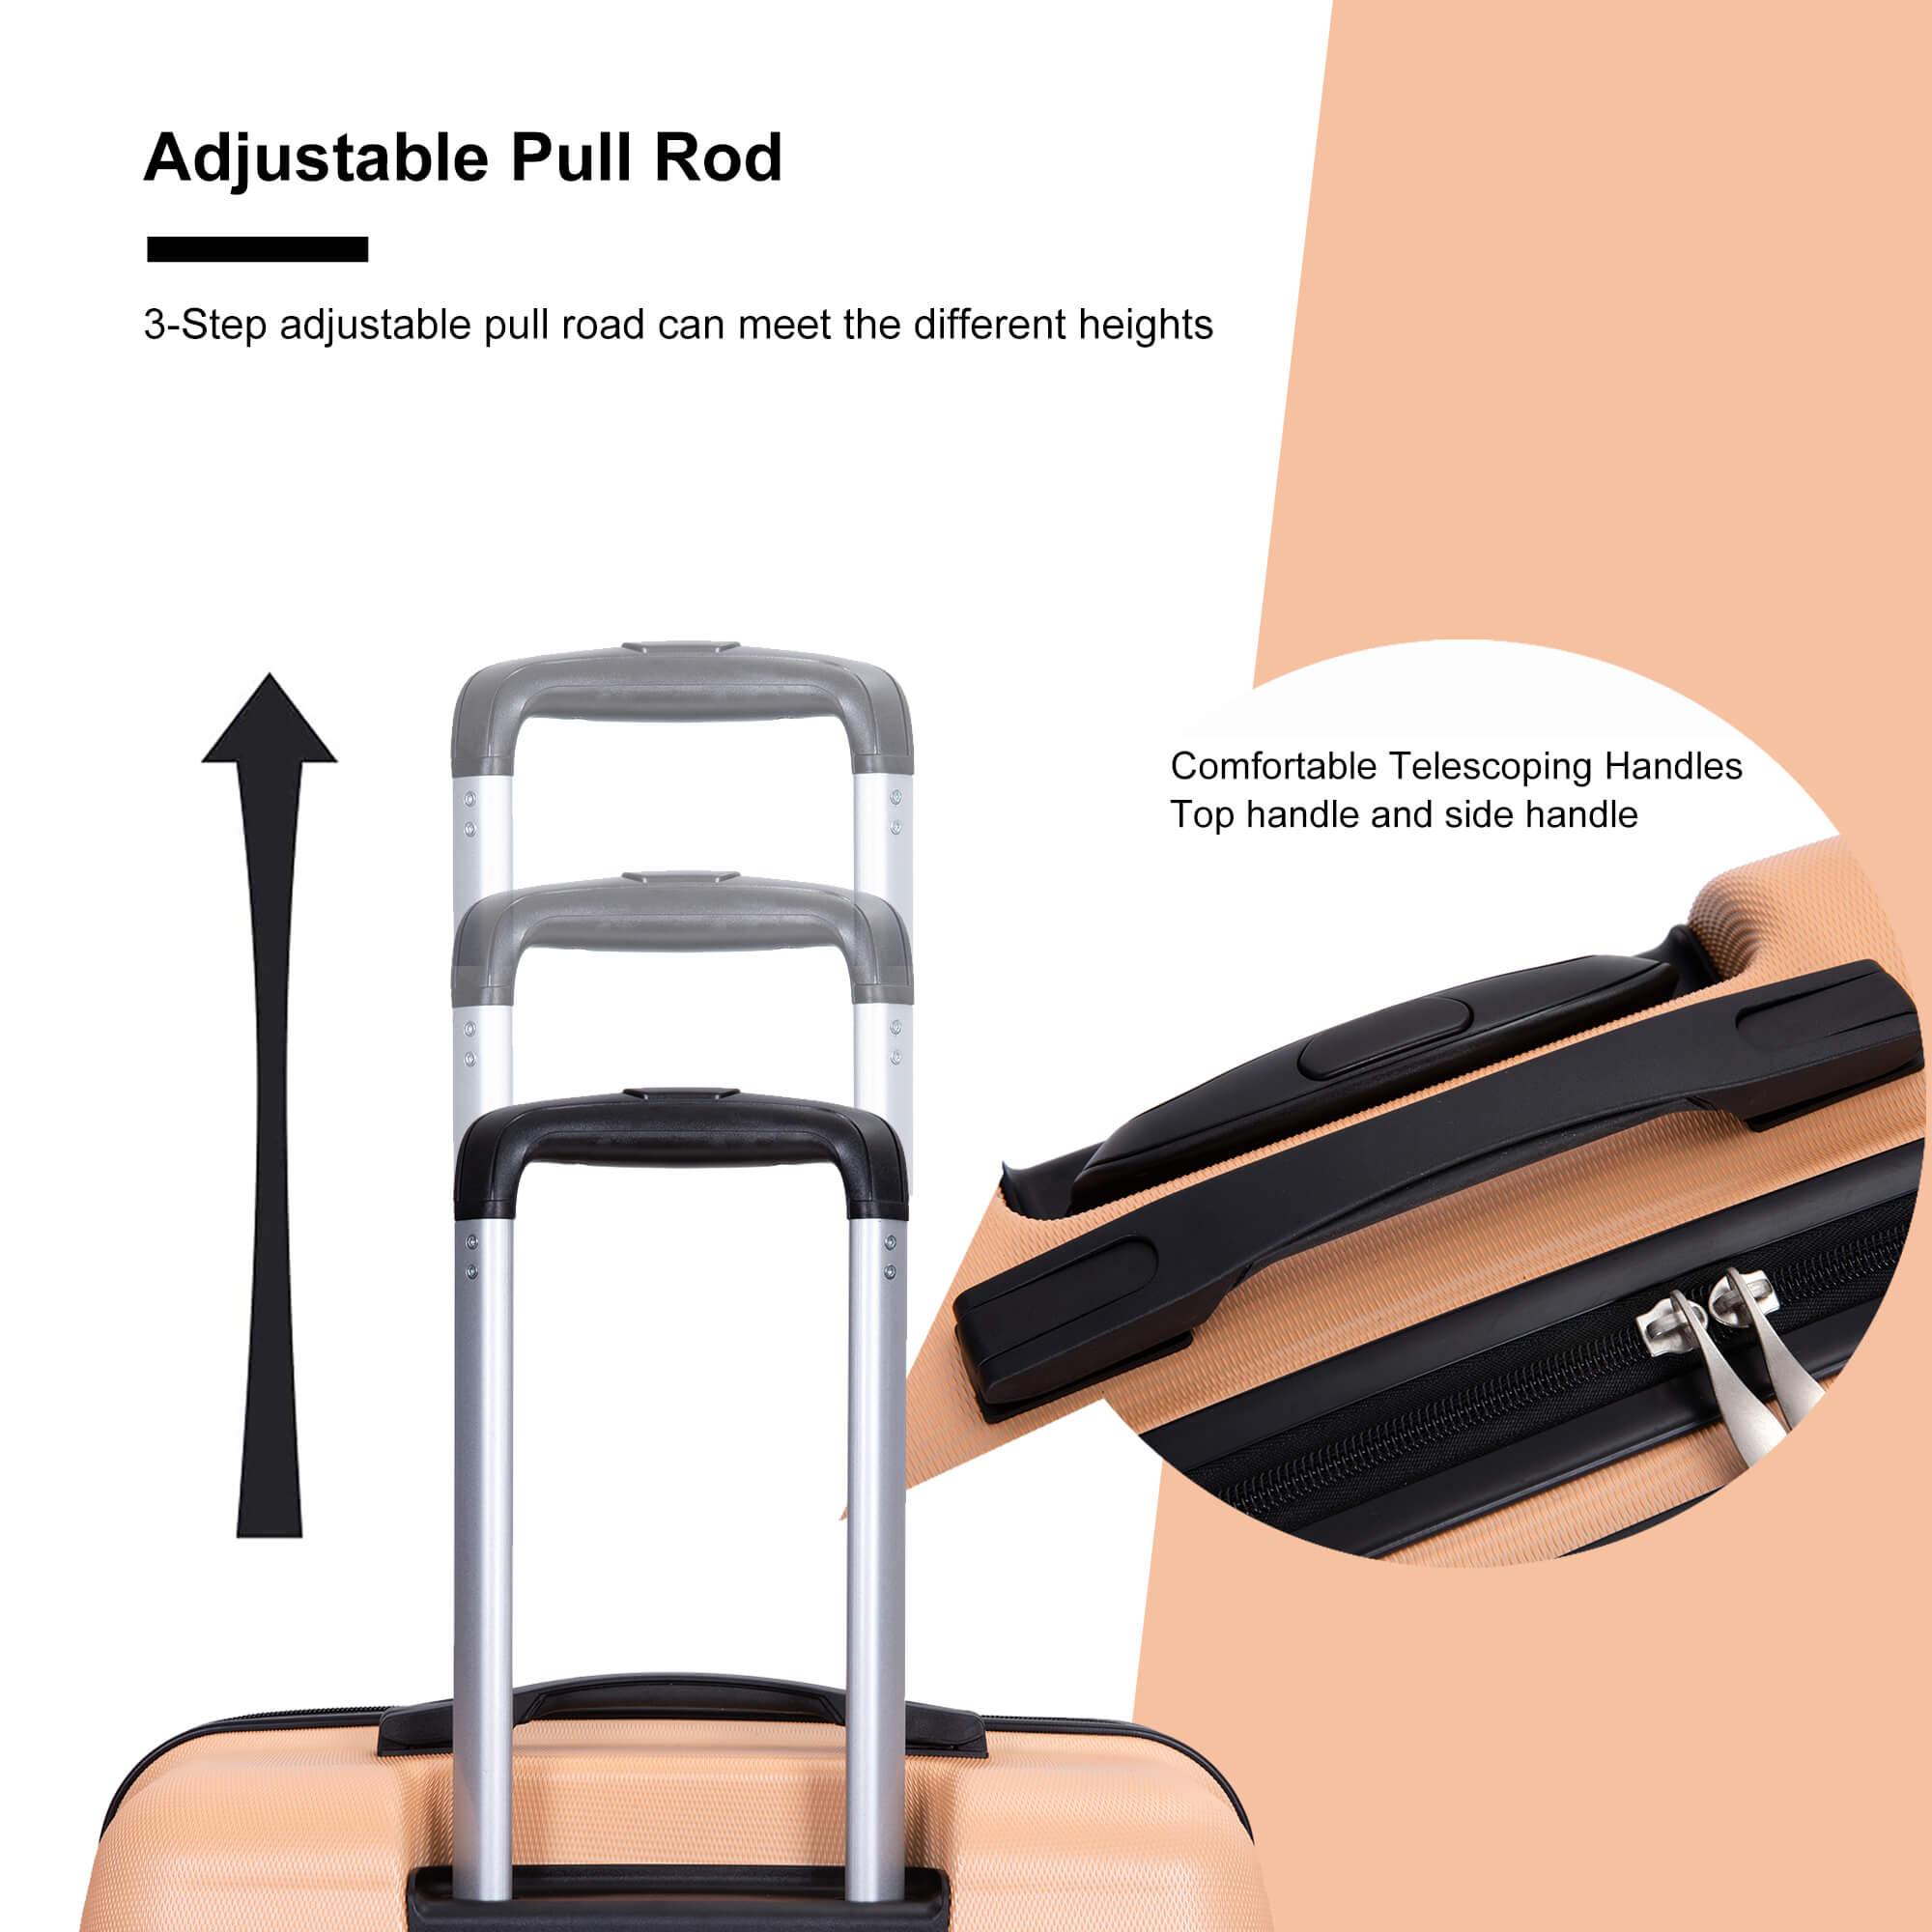 Adjustable Pull Rod
3-Step adjustable pull road can meet the different heights
Comfortable Telescoping Handles
Top handle and side handle